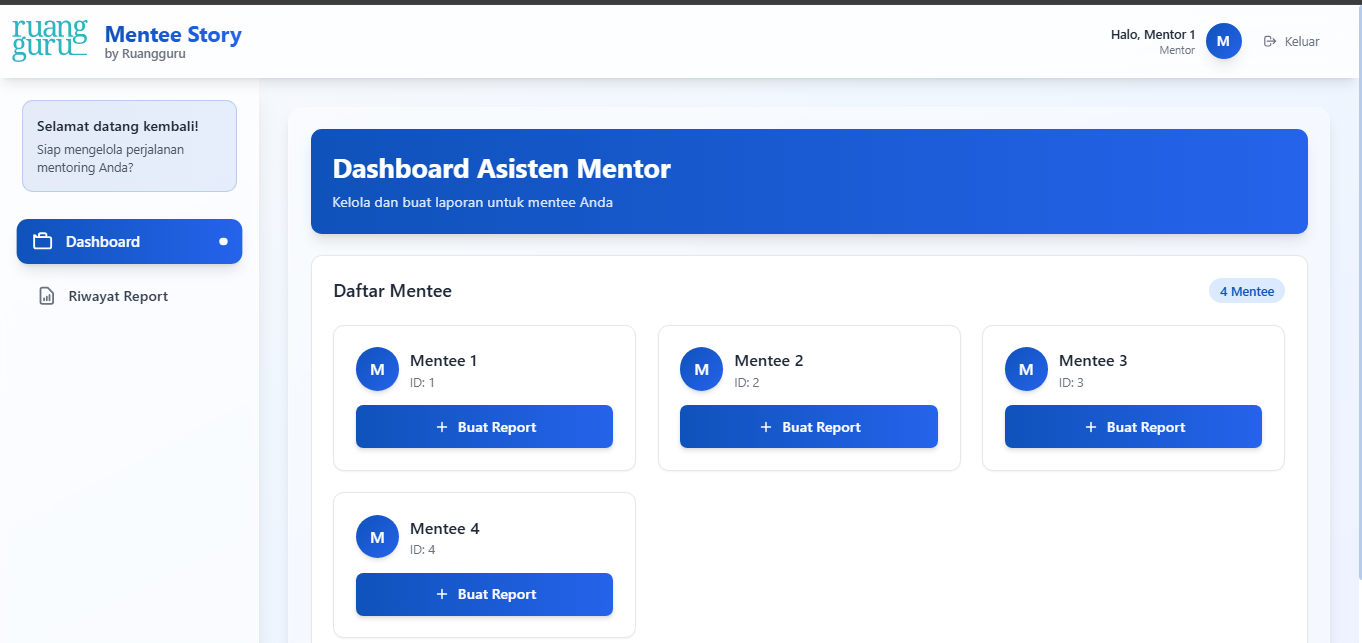 ruang
guru
Mentee Story
by Ruangguru
Halo, Mentor 1
Mentor
M
Keluar
Selamat datang kembali!
Siap mengelola perjalanan
mentoring Anda?
Dashboard
Riwayat Report
Dashboard Asisten Mentor
Kelola dan buat laporan untuk mentee Anda
Daftar Mentee
4 Mentee
M
Mentee 1
ID: 1
+ Buat Report
M
Mentee 2
ID: 2
+ Buat Report
M
Mentee 3
ID: 3
+ Buat Report
M
Mentee 4
ID: 4
+ Buat Report